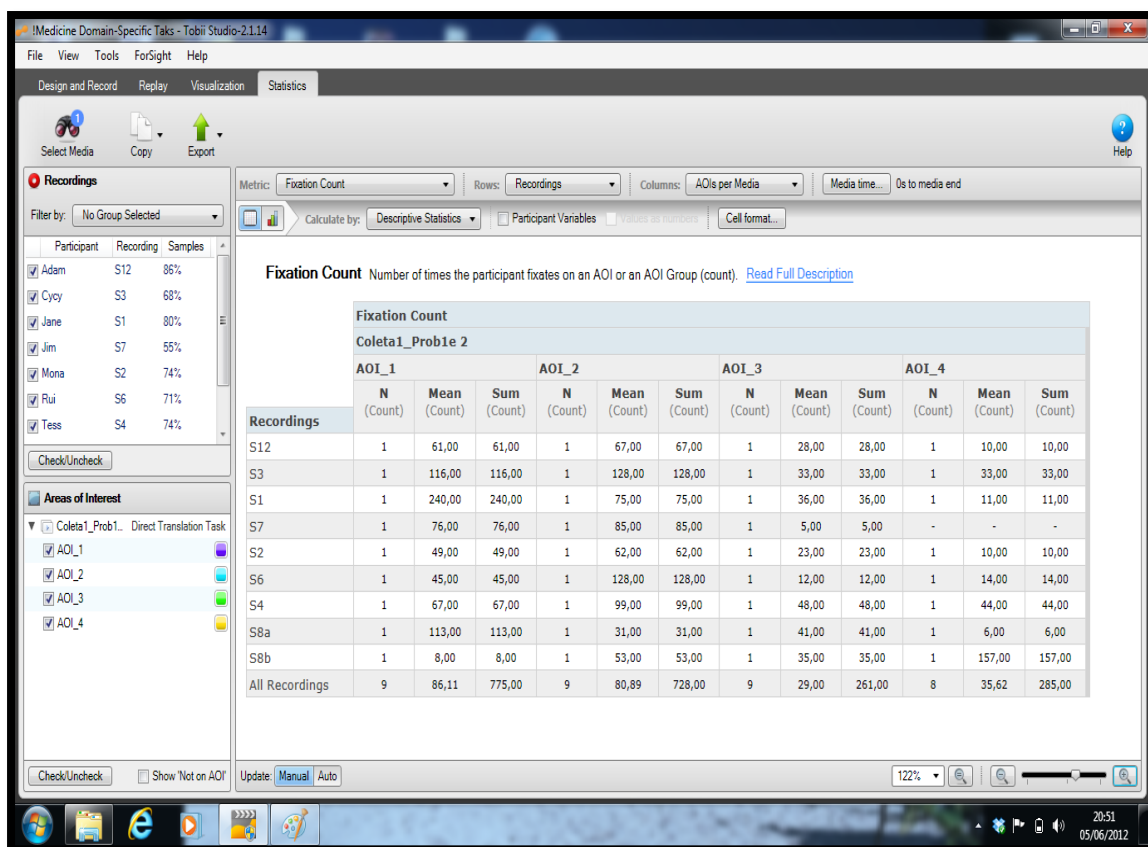 !Medicine Domain-Specific Taks - Tobii Studio-2.1.14
File View Tools ForSight Help
Design and Record Replay Visualization Statistics
1
Select Media Copy Export Help
Recordings
Filter by: No Group Selected
Participant Recording Samples
Adam S12 86%
Cycy S3 68%
Jane S1 80%
Jim S7 55%
Mona S2 74%
Rui S6 71%
Tess S4 74%
Check/Uncheck
Areas of Interest
Coleta1_Prob1... Direct Translation Task
AOI_1
AOI_2
AOI_3
AOI_4
Check/Uncheck Show 'Not on AOI'
Metric: Fixation Count Rows: Recordings Columns: AOIs per Media Media time... 0s to media end
Calculate by: Descriptive Statistics Participant Variables Values as numbers Cell format...
Fixation Count Number of times the participant fixates on an AOI or an AOI Group (count). Read Full Description
Fixation Count
Coleta1_Prob1e 2
AOI_1 AOI_2 AOI_3 AOI_4
N Mean Sum N Mean Sum N Mean Sum N Mean Sum
(Count) (Count) (Count) (Count) (Count) (Count) (Count) (Count) (Count) (Count) (Count) (Count)
Recordings
S12 1 61,00 61,00 1 67,00 67,00 1 28,00 28,00 1 10,00 10,00
S3 1 116,00 116,00 1 128,00 128,00 1 33,00 33,00 1 33,00 33,00
S1 1 240,00 240,00 1 75,00 75,00 1 36,00 36,00 1 11,00 11,00
S7 1 76,00 76,00 1 85,00 85,00 1 5,00 5,00 - - -
S2 1 49,00 49,00 1 62,00 62,00 1 23,00 23,00 1 10,00 10,00
S6 1 45,00 45,00 1 128,00 128,00 1 12,00 12,00 1 14,00 14,00
S4 1 67,00 67,00 1 99,00 99,00 1 48,00 48,00 1 44,00 44,00
S8a 1 113,00 113,00 1 31,00 31,00 1 41,00 41,00 1 6,00 6,00
S8b 1 8,00 8,00 1 53,00 53,00 1 35,00 35,00 1 157,00 157,00
All Recordings 9 86,11 775,00 9 80,89 728,00 9 29,00 261,00 8 35,62 285,00
Update: Manual Auto 122%
20:51
05/06/2012